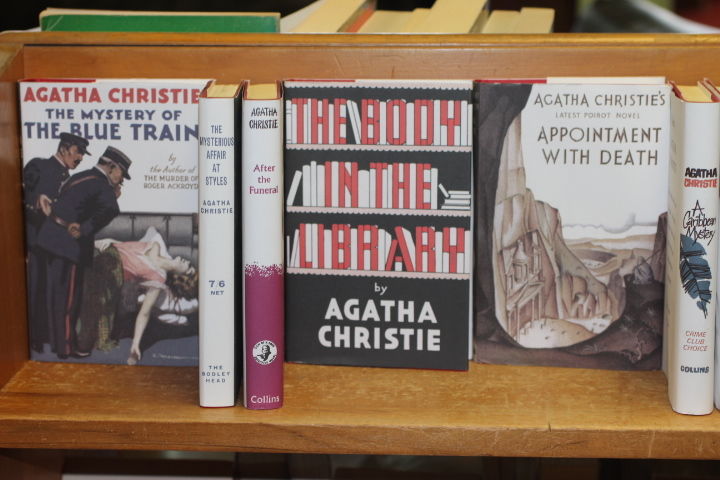 AGATHA CHRISTIE
THE MYSTERY OF
THE BLUE TRAIN
by
the Author of
THE MURDER OF
ROGER ACKROYD
THE
MYSTERIOUS
AFFAIR
AT
STYLES
AGATHA
CHRISTIE
7/6
NET
THE
BODLEY
HEAD
AGATHA
CHRISTIE
After
the
Funeral
Collins
THE BODY
IN THE
LIBRARY
by
AGATHA
CHRISTIE
AGATHA CHRISTIE'S
LATEST POIROT NOVEL
APPOINTMENT
WITH DEATH
AGATHA
CHRISTIE
A
Caribbean
Mystery
CRIME
CLUB
CHOICE
COLLINS